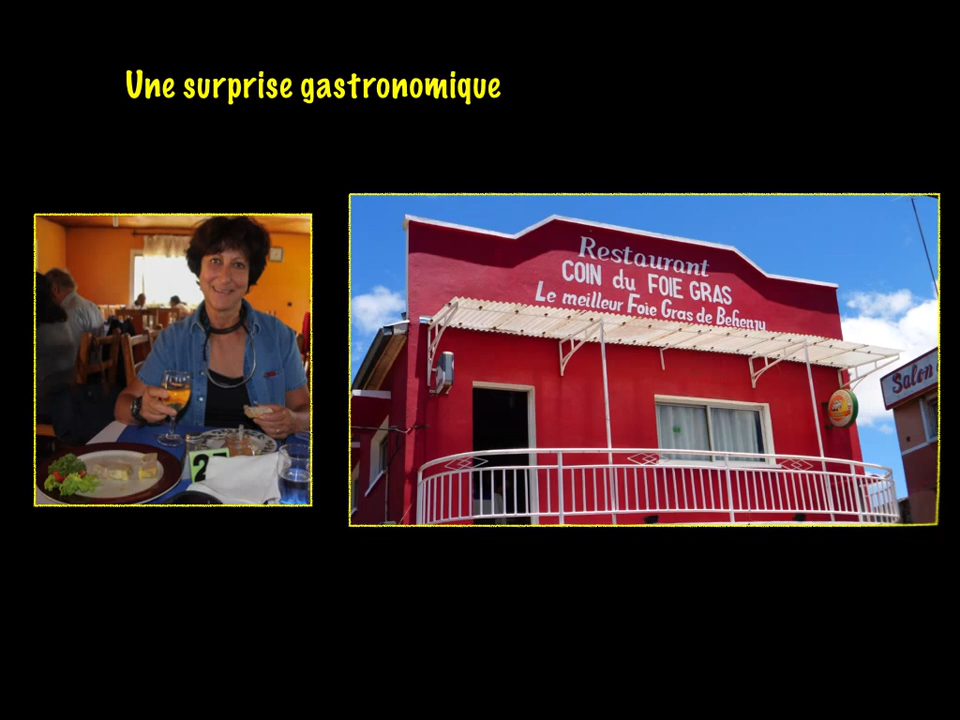 Une surprise gastronomique
Restaurant
COIN du FOIE GRAS
Le meilleur Foie Gras de Behenjy
Salon